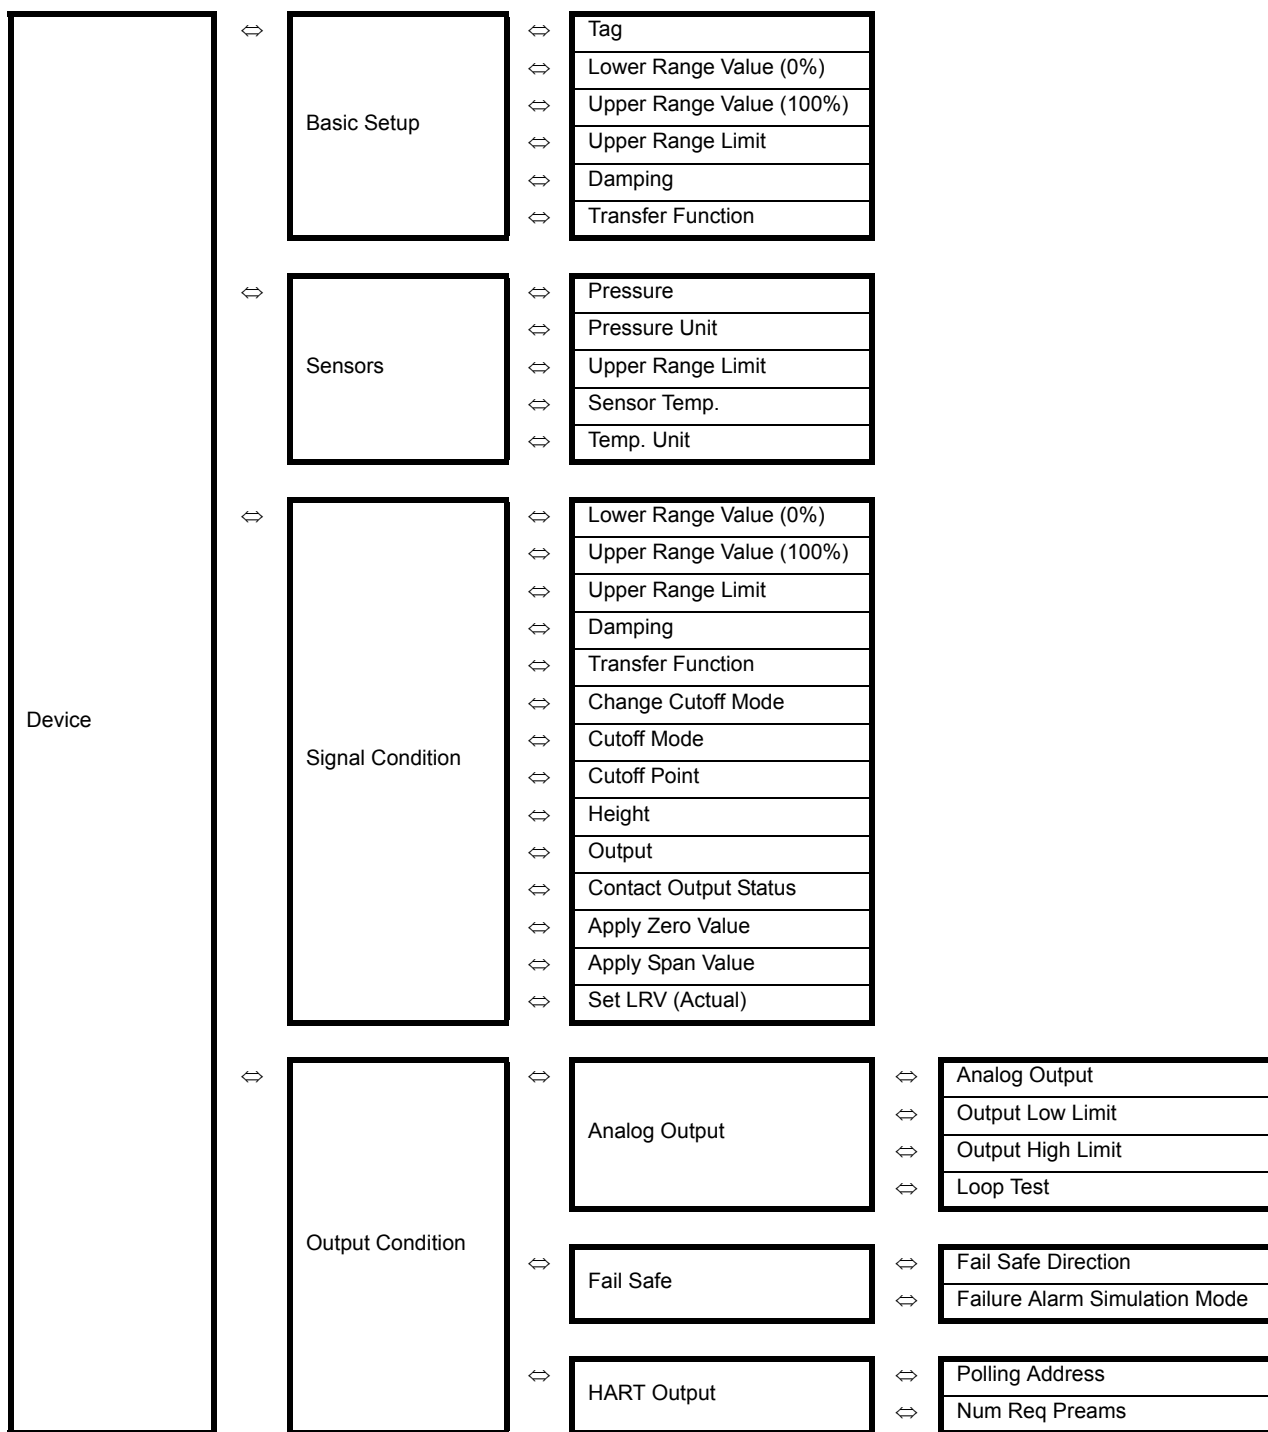 Device
Basic Setup
⇔ Tag
⇔ Lower Range Value (0%)
⇔ Upper Range Value (100%)
⇔ Upper Range Limit
⇔ Damping
⇔ Transfer Function
Sensors
⇔ Pressure
⇔ Pressure Unit
⇔ Upper Range Limit
⇔ Sensor Temp.
⇔ Temp. Unit
Signal Condition
⇔ Lower Range Value (0%)
⇔ Upper Range Value (100%)
⇔ Upper Range Limit
⇔ Damping
⇔ Transfer Function
⇔ Change Cutoff Mode
⇔ Cutoff Mode
⇔ Cutoff Point
⇔ Height
⇔ Output
⇔ Contact Output Status
⇔ Apply Zero Value
⇔ Apply Span Value
⇔ Set LRV (Actual)
Output Condition
Analog Output
⇔ Analog Output
⇔ Output Low Limit
⇔ Output High Limit
⇔ Loop Test
Fail Safe
⇔ Fail Safe Direction
⇔ Failure Alarm Simulation Mode
HART Output
⇔ Polling Address
⇔ Num Req Preams